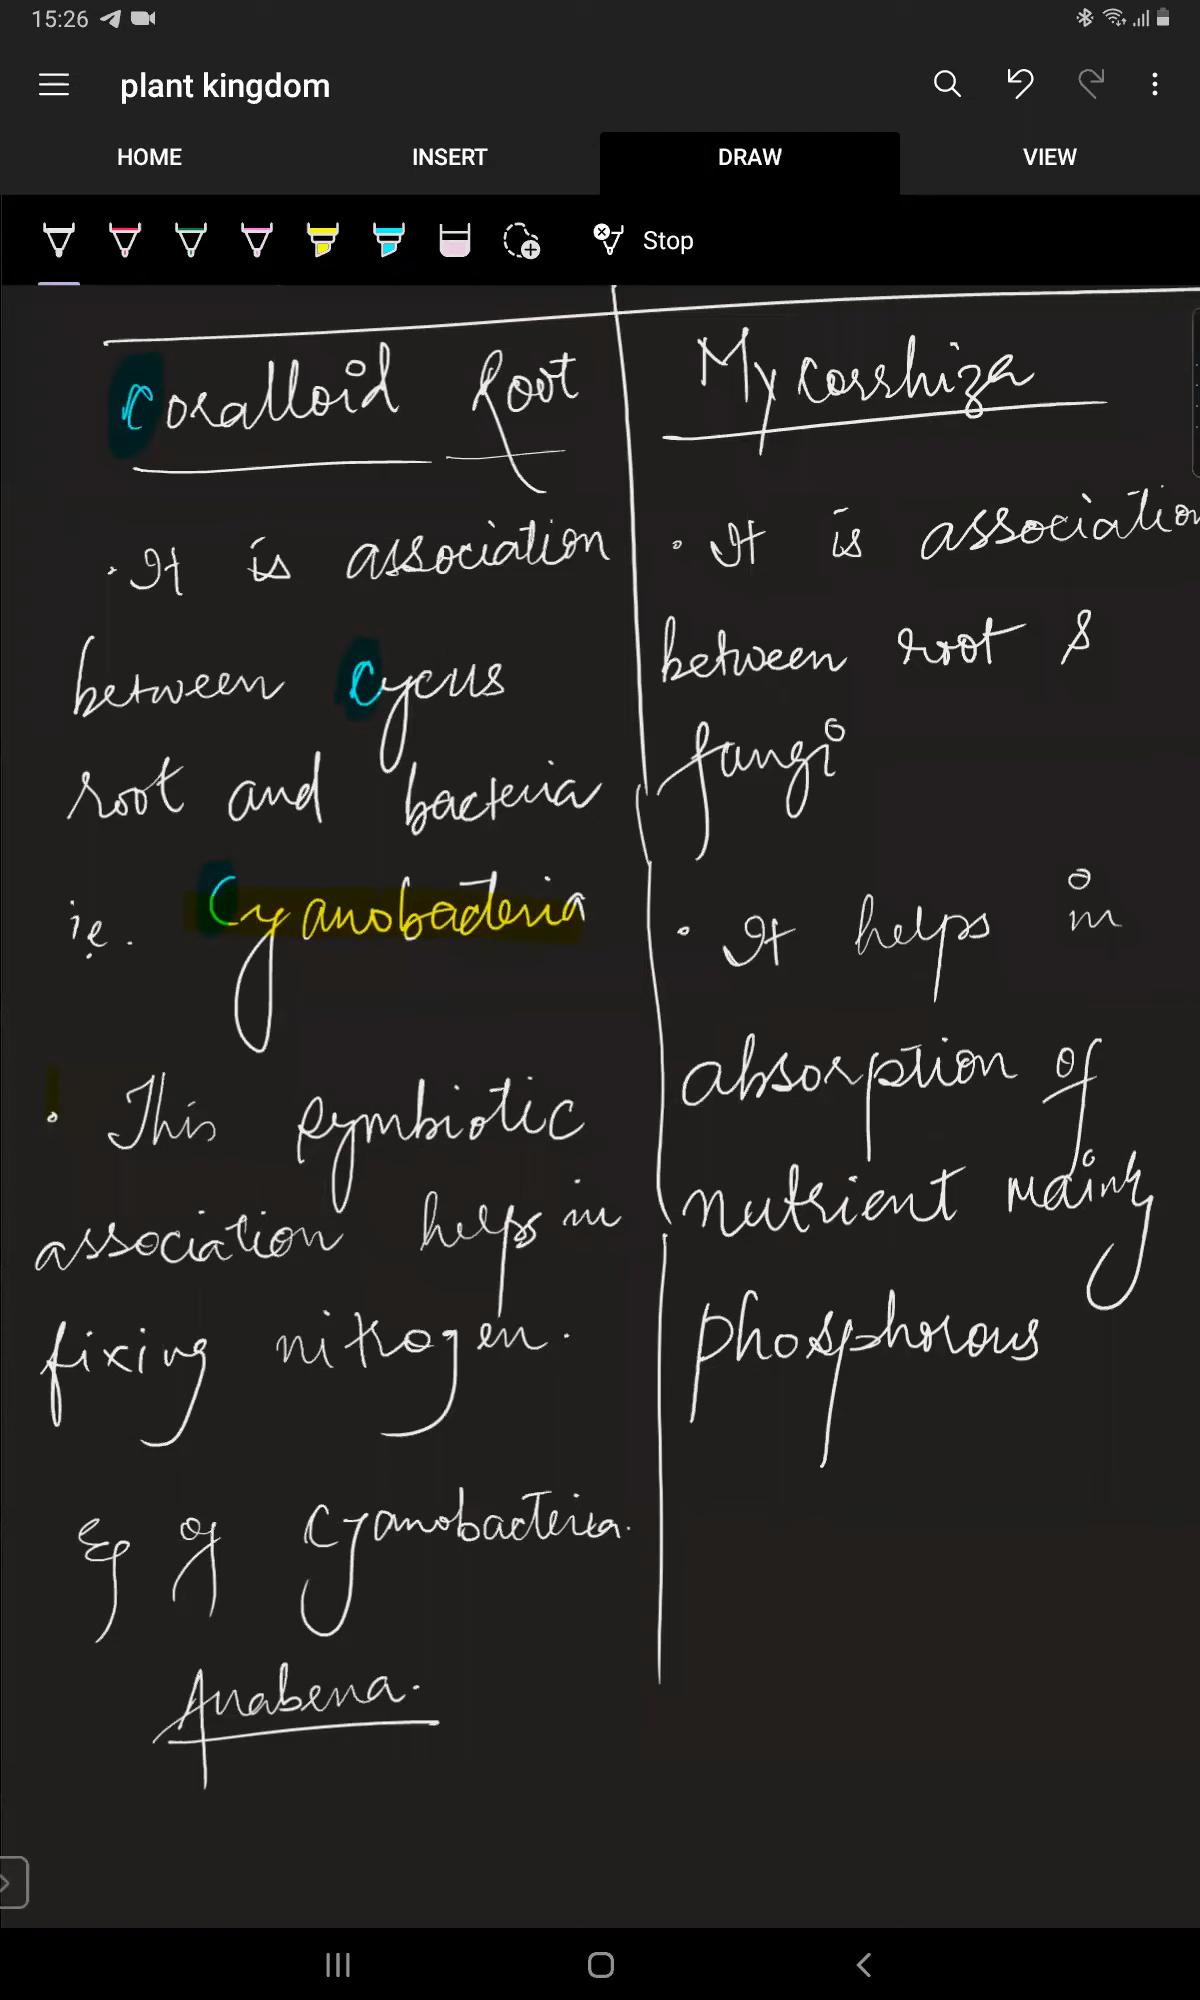 15:26
plant kingdom
HOME INSERT DRAW VIEW
Stop
Coralloid Root
It is association
between Cycus
root and bacteria
ie. Cyanobacteria
This symbiotic
association helps in
fixing nitrogen.
Eg of Cyanobacteria.
Anabena.
Mycorrhiza
It is association
between root &
fungi
It helps in
absorption of
nutrient mainly
phosphorous